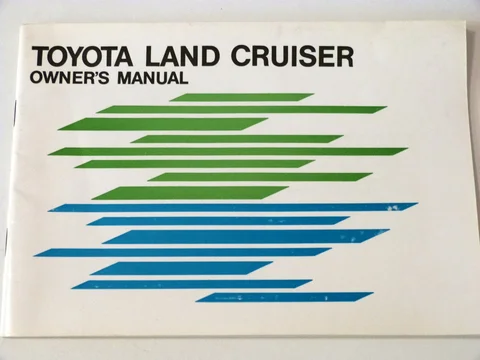 TOYOTA LAND CRUISER
OWNER'S MANUAL